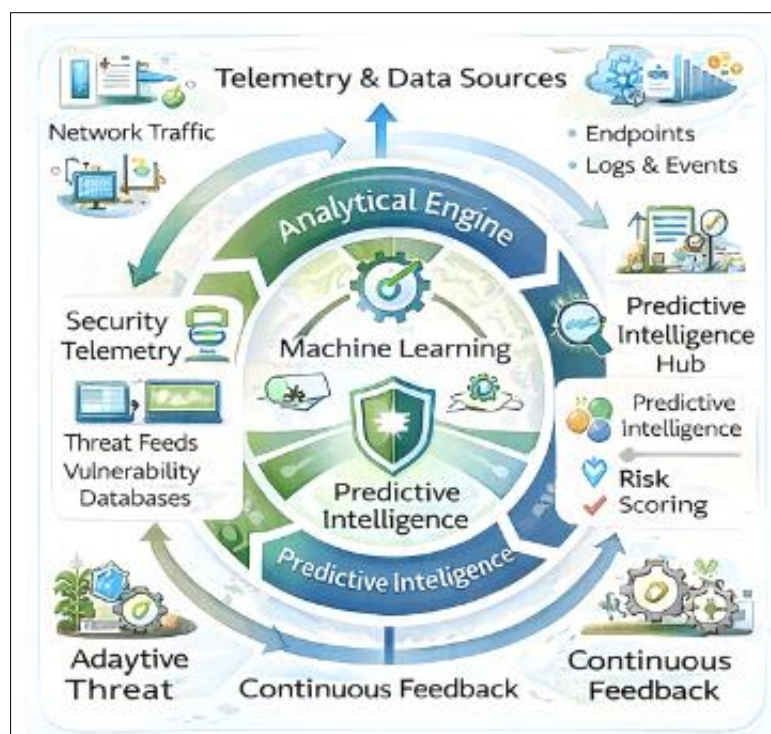 Telemetry & Data Sources
Network Traffic
• Endpoints
• Logs & Events
Analytical Engine
Security
Telemetry
Threat Feeds
Vulnerability
Databases
Machine Learning
Predictive
Intelligence
Predictive Inteligence
Predictive
Intelligence
Hub
Predictive
intelligence
Risk
Scoring
Adaytive
Threat
Continuous Feedback
Continuous
Feedback